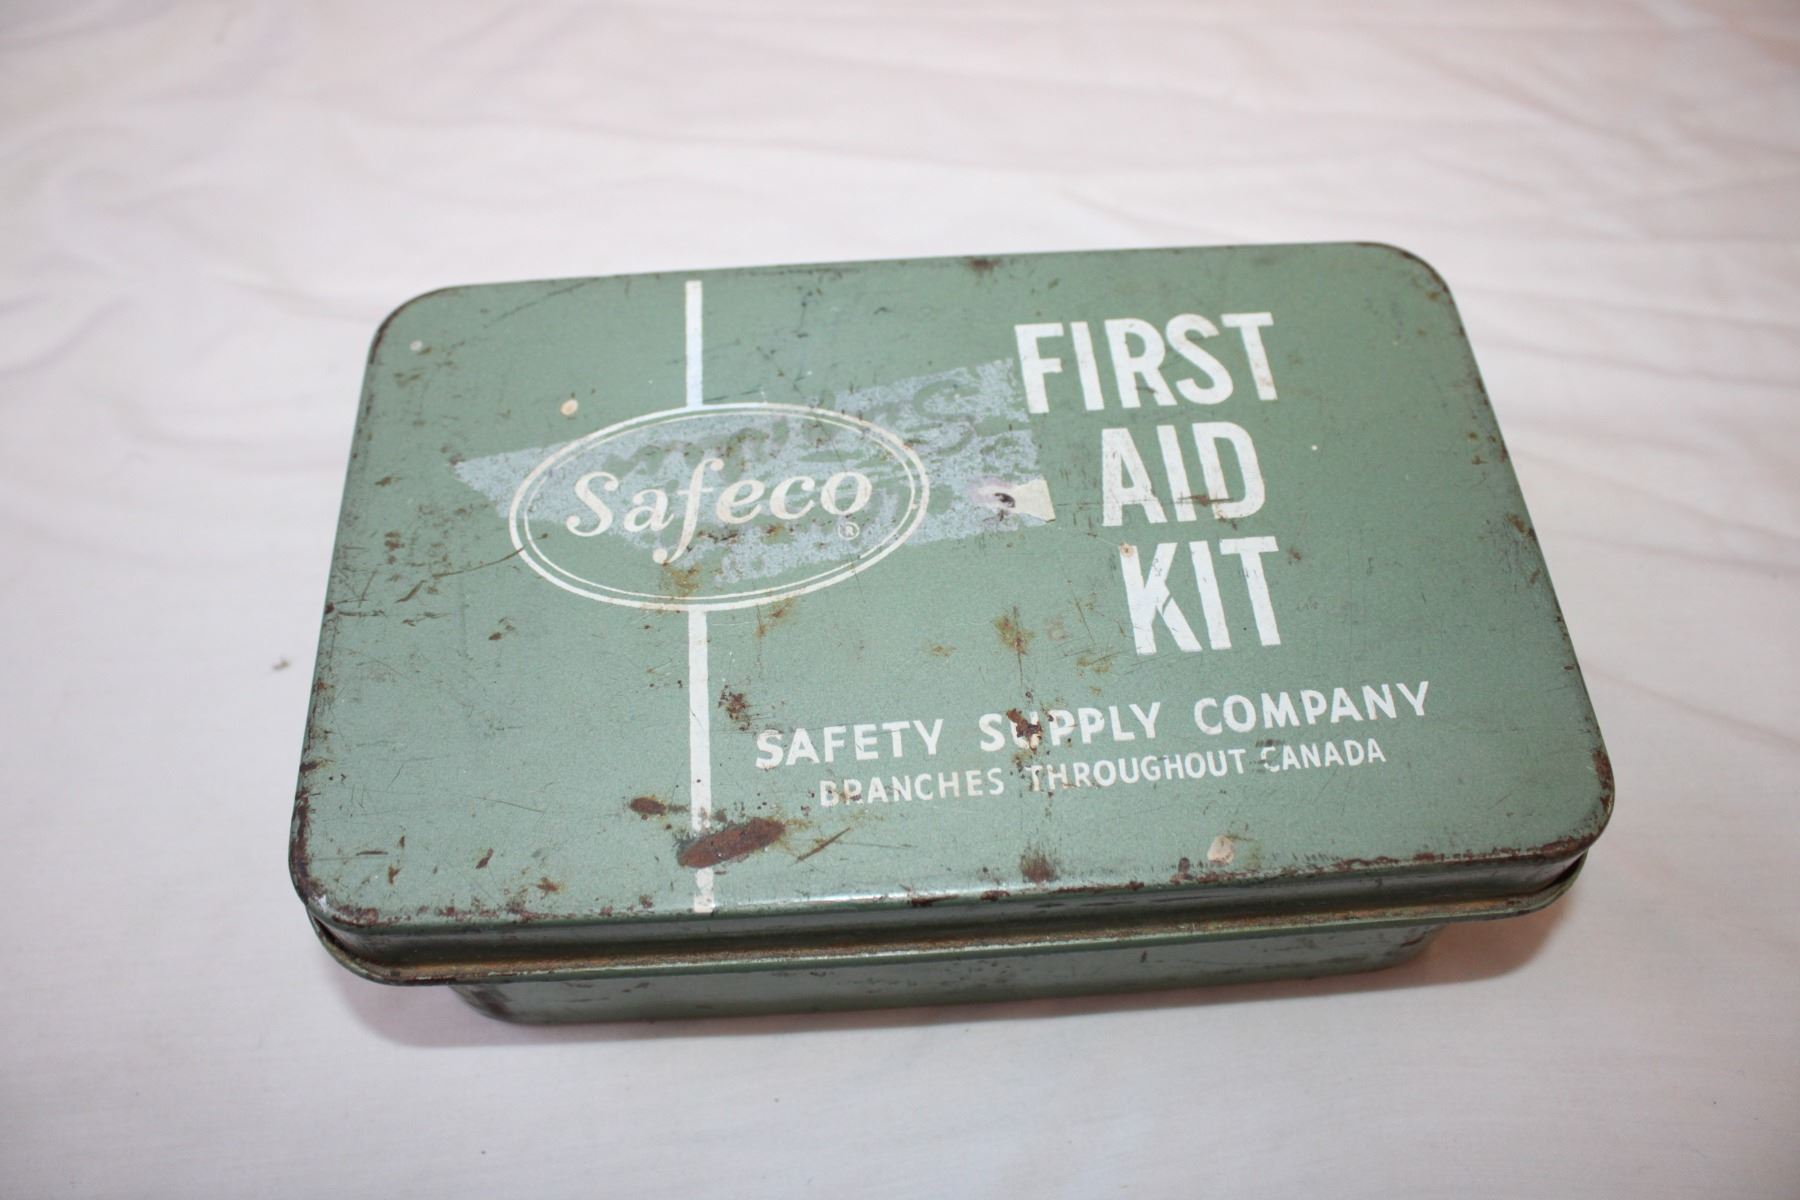 Safeco
®
FIRST
AID
KIT
SAFETY SUPPLY COMPANY
BRANCHES THROUGHOUT CANADA